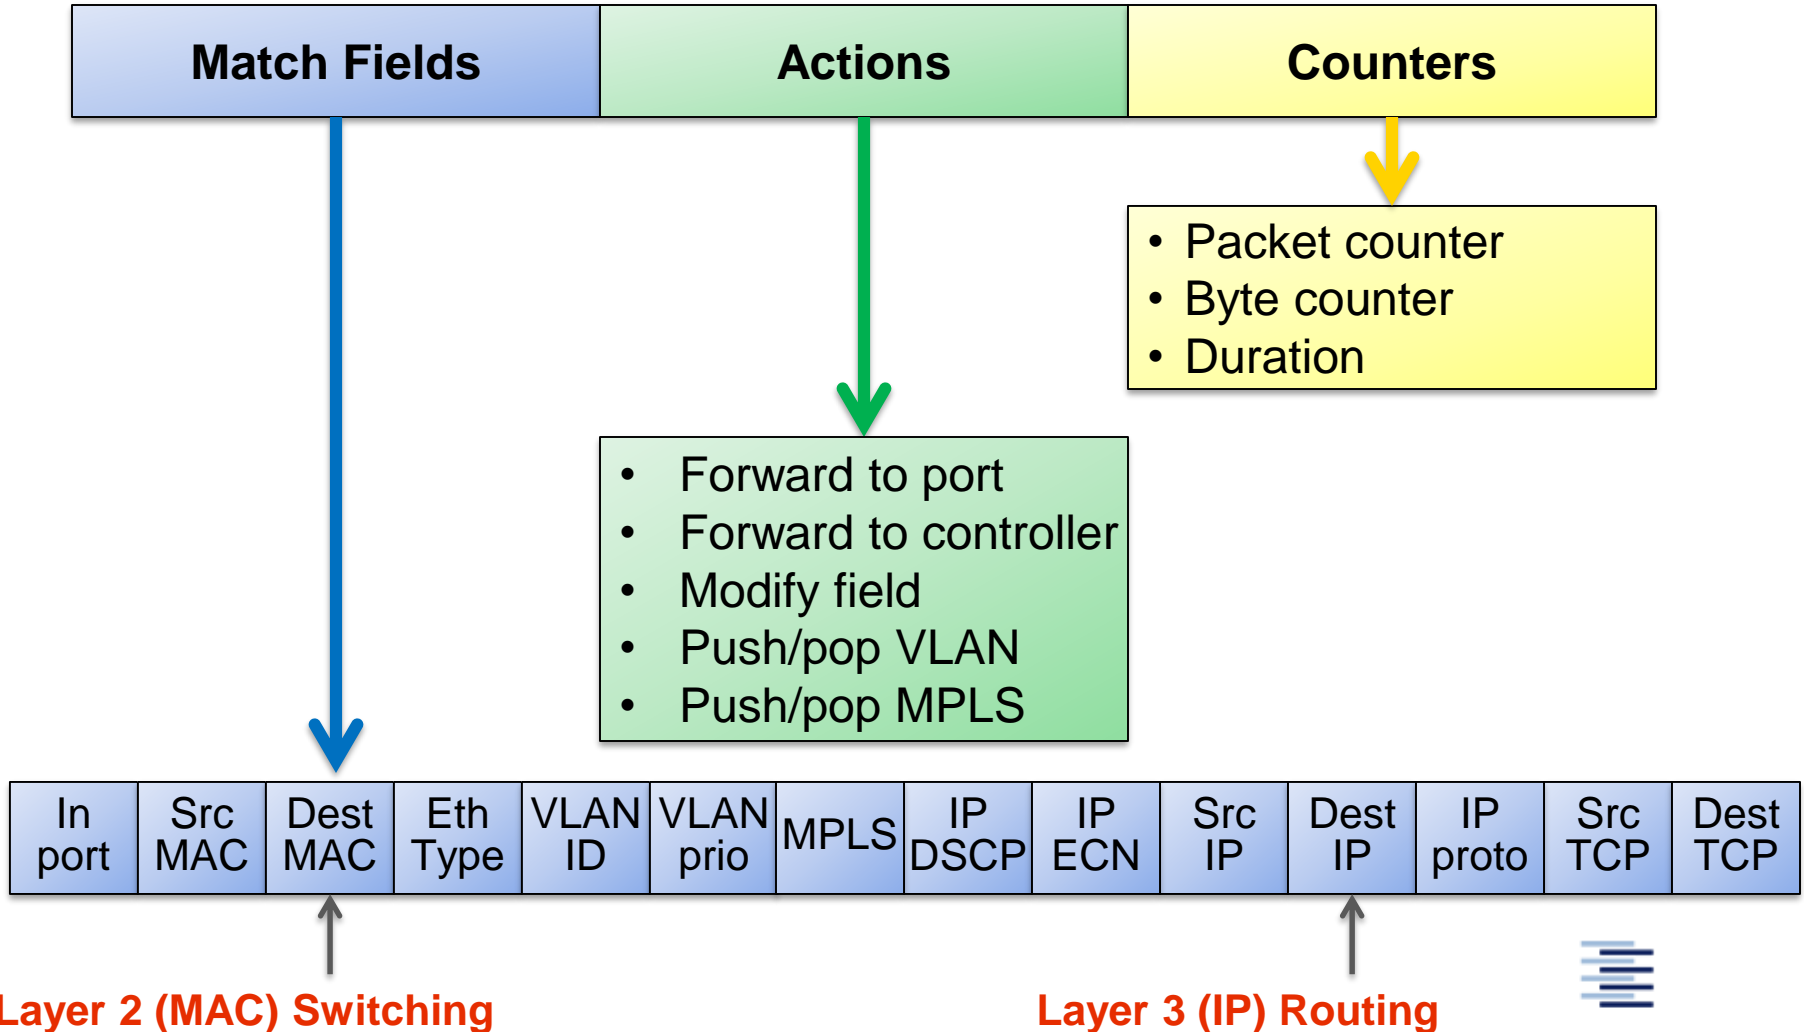 Match Fields
Actions
Counters
• Packet counter
• Byte counter
• Duration
• Forward to port
• Forward to controller
• Modify field
• Push/pop VLAN
• Push/pop MPLS
In port
Src MAC
Dest MAC
Eth Type
VLAN ID
VLAN prio
MPLS
IP DSCP
IP ECN
Src IP
Dest IP
IP proto
Src TCP
Dest TCP
Layer 2 (MAC) Switching
Layer 3 (IP) Routing